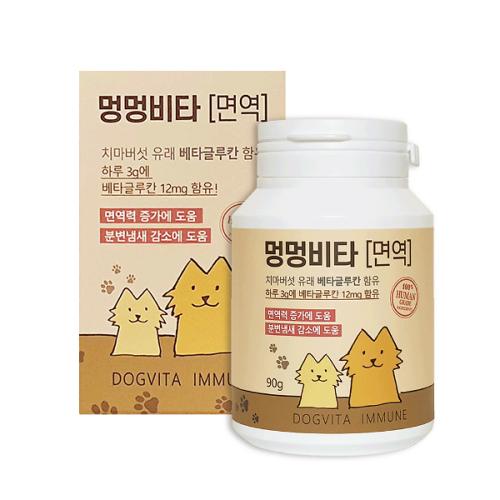 멍멍비타 [면역]
치마버섯 유래 베타글루칸 함유
하루 3g에
베타글루칸 12mg 함유!
면역력 증가에 도움
분변냄새 감소에 도움
DOGVITA IMMUNE
멍멍비타 [면역]
치마버섯 유래 베타글루칸 함유
하루 3g에 베타글루칸 12mg 함유
면역력 증가에 도움
분변냄새 감소에 도움
100%
HUMAN
GRADE
90g
DOGVITA IMMUNE